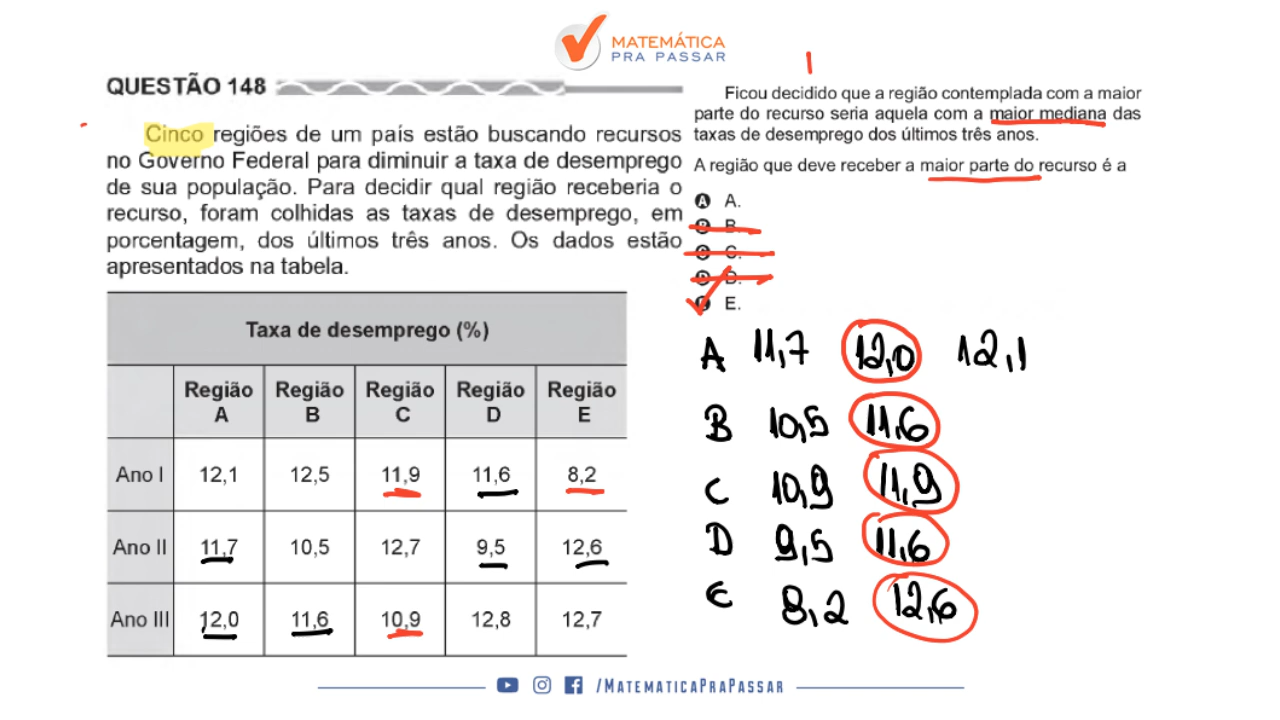 MATEMÁTICA
PRA PASSAR
QUESTÃO 148
Cinco regiões de um país estão buscando recursos
no Governo Federal para diminuir a taxa de desemprego
de sua população. Para decidir qual região receberia o
recurso, foram colhidas as taxas de desemprego, em
porcentagem, dos últimos três anos. Os dados estão
apresentados na tabela.
Taxa de desemprego (%)
Região A Região B Região C Região D Região E
Ano I 12,1 12,5 11,9 11,6 8,2
Ano II 11,7 10,5 12,7 9,5 12,6
Ano III 12,0 11,6 10,9 12,8 12,7
Ficou decidido que a região contemplada com a maior
parte do recurso seria aquela com a maior mediana das
taxas de desemprego dos últimos três anos.
A região que deve receber a maior parte do recurso é a
A A.
B B.
C C.
D D.
E E.
A 11,7 12,0 12,1
B 10,5 11,6
C 10,9 11,9
D 9,5 11,6
E 8,2 12,6
/MATEMATICAPRAPASSAR